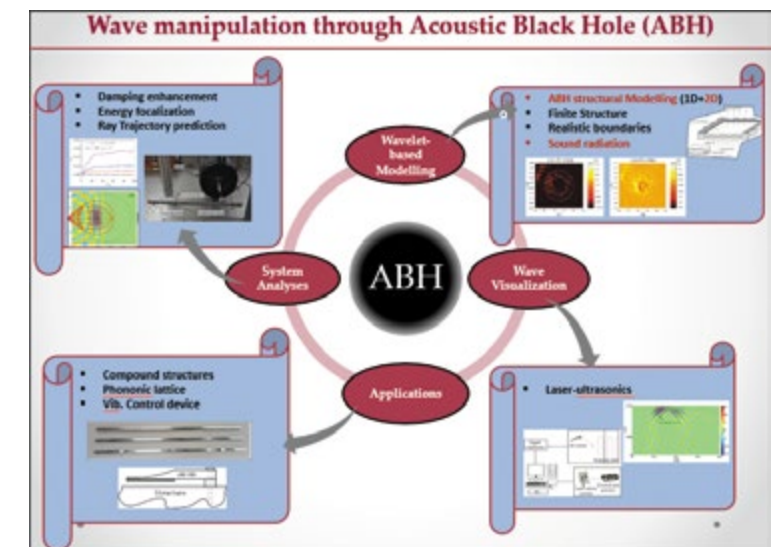 Wave manipulation through Acoustic Black Hole (ABH)
Damping enhancement
Energy focalization
Ray Trajectory prediction
Wavelet-
based
Modelling
ABH structural Modelling (1D+2D)
Finite Structure
Realistic boundaries
Sound radiation
System
Analyses
ABH
Wave
Visualization
Applications
Compound structures
Phononic lattice
Vib. Control device
Laser-ultrasonics